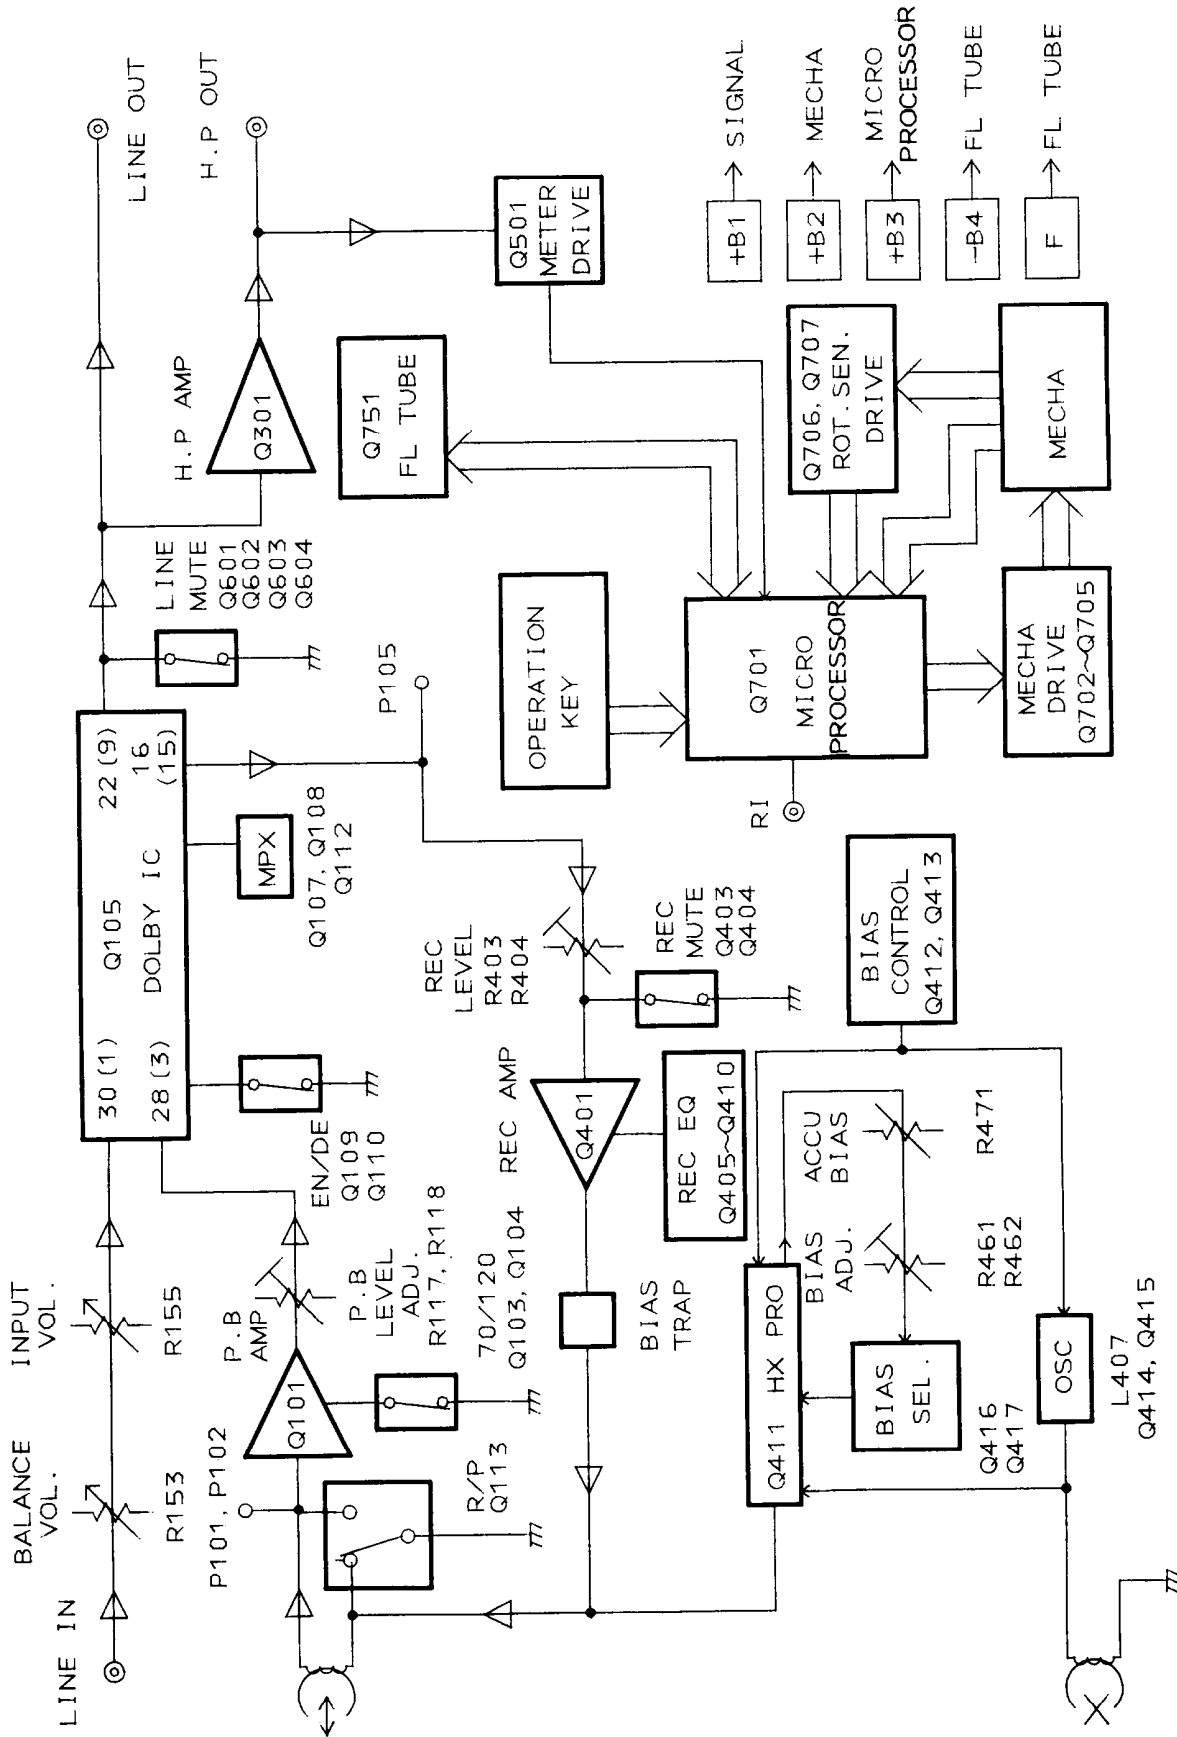 LINE IN
BALANCE
VOL.
R153
INPUT
VOL.
R155
30(1)
28(3)
Q105
DOLBY IC
22(9)
16
(15)
LINE OUT
H.P OUT
H.P AMP
Q301
LINE
MUTE
Q601
Q602
Q603
Q604
MPX
Q107, Q108
Q112
EN/DE
Q109
Q110
P101, P102
P.B
AMP
Q101
P.B
LEVEL
ADJ.
R117, R118
70/120
Q103, Q104
R/P
Q113
P105
REC
LEVEL
R403
R404
REC
MUTE
Q403
Q404
REC AMP
Q401
REC EQ
Q405~Q410
BIAS
TRAP
Q501
METER
DRIVE
Q751
FL TUBE
OPERATION
KEY
Q701
MICRO
PROCESSOR
RI
Q706, Q707
ROT.SEN.
DRIVE
MECHA
MECHA
DRIVE
Q702~Q705
+B1
SIGNAL
+B2
MECHA
+B3
MICRO
PROCESSOR
-B4
FL TUBE
F
FL TUBE
BIAS
CONTROL
Q412, Q413
Q411 HX PRO
ACCU
BIAS
R471
BIAS
ADJ.
R461
R462
BIAS
SEL.
Q416
Q417
OSC
L407
Q414, Q415